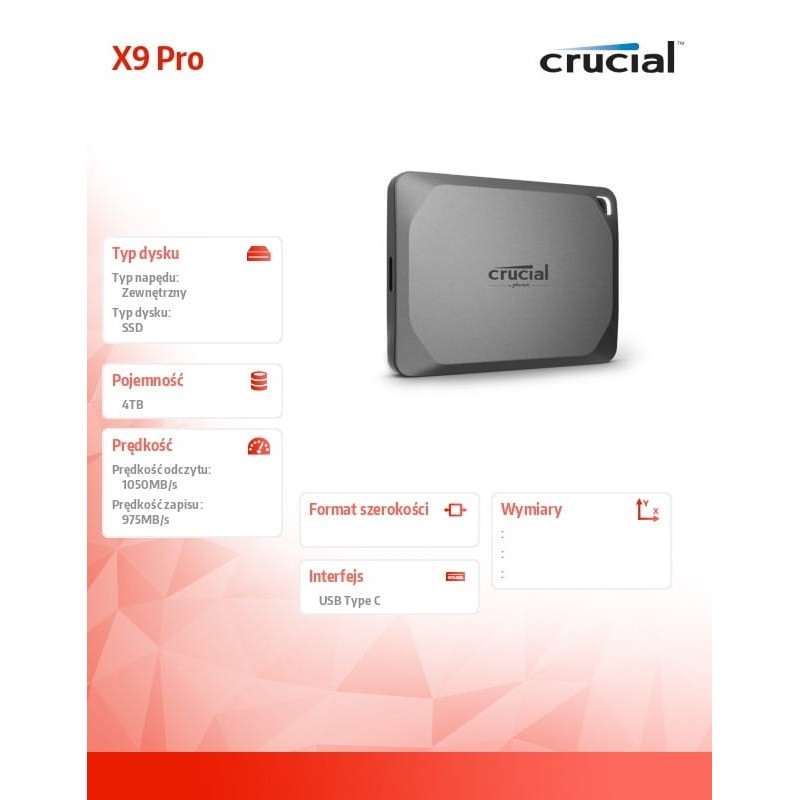 X9 Pro
crucial™
Typ dysku
Typ napędu:
Zewnętrzny
Typ dysku:
SSD
Pojemność
4TB
Prędkość
Prędkość odczytu:
1050MB/s
Prędkość zapisu:
975MB/s
crucial
Format szerokości
Interfejs
USB Type C
Wymiary
:
:
:
Y
X